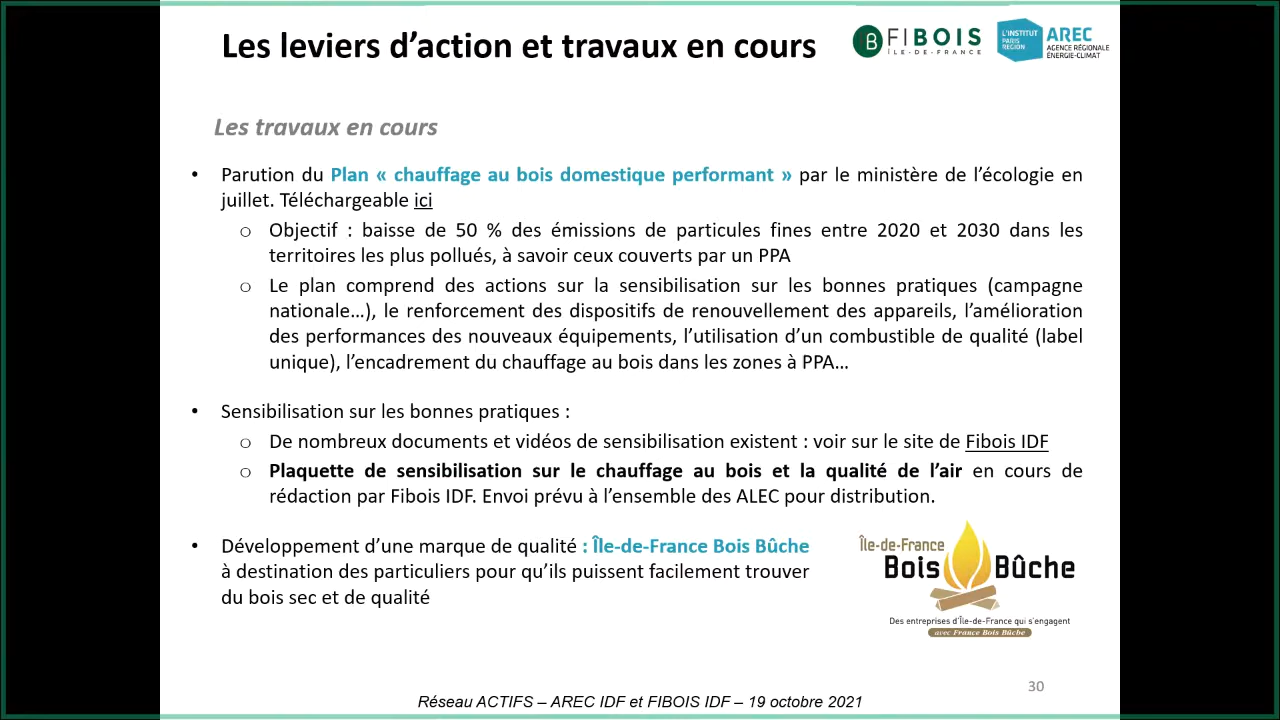 Les leviers d’action et travaux en cours
FIBOIS
ÎLE-DE-FRANCE
L'INSTITUT
PARIS
REGION
AREC
AGENCE RÉGIONALE
ÉNERGIE-CLIMAT
Les travaux en cours
• Parution du Plan « chauffage au bois domestique performant » par le ministère de l’écologie en
juillet. Téléchargeable ici
o Objectif : baisse de 50 % des émissions de particules fines entre 2020 et 2030 dans les
territoires les plus pollués, à savoir ceux couverts par un PPA
o Le plan comprend des actions sur la sensibilisation sur les bonnes pratiques (campagne
nationale…), le renforcement des dispositifs de renouvellement des appareils, l’amélioration
des performances des nouveaux équipements, l’utilisation d’un combustible de qualité (label
unique), l’encadrement du chauffage au bois dans les zones à PPA…
• Sensibilisation sur les bonnes pratiques :
o De nombreux documents et vidéos de sensibilisation existent : voir sur le site de Fibois IDF
o Plaquette de sensibilisation sur le chauffage au bois et la qualité de l’air en cours de
rédaction par Fibois IDF. Envoi prévu à l’ensemble des ALEC pour distribution.
• Développement d’une marque de qualité : Île-de-France Bois Bûche
à destination des particuliers pour qu’ils puissent facilement trouver
du bois sec et de qualité
Île-de-France
Bois Bûche
Des entreprises d'Île-de-France qui s'engagent
avec France Bois Bûche
30
Réseau ACTIFS – AREC IDF et FIBOIS IDF – 19 octobre 2021